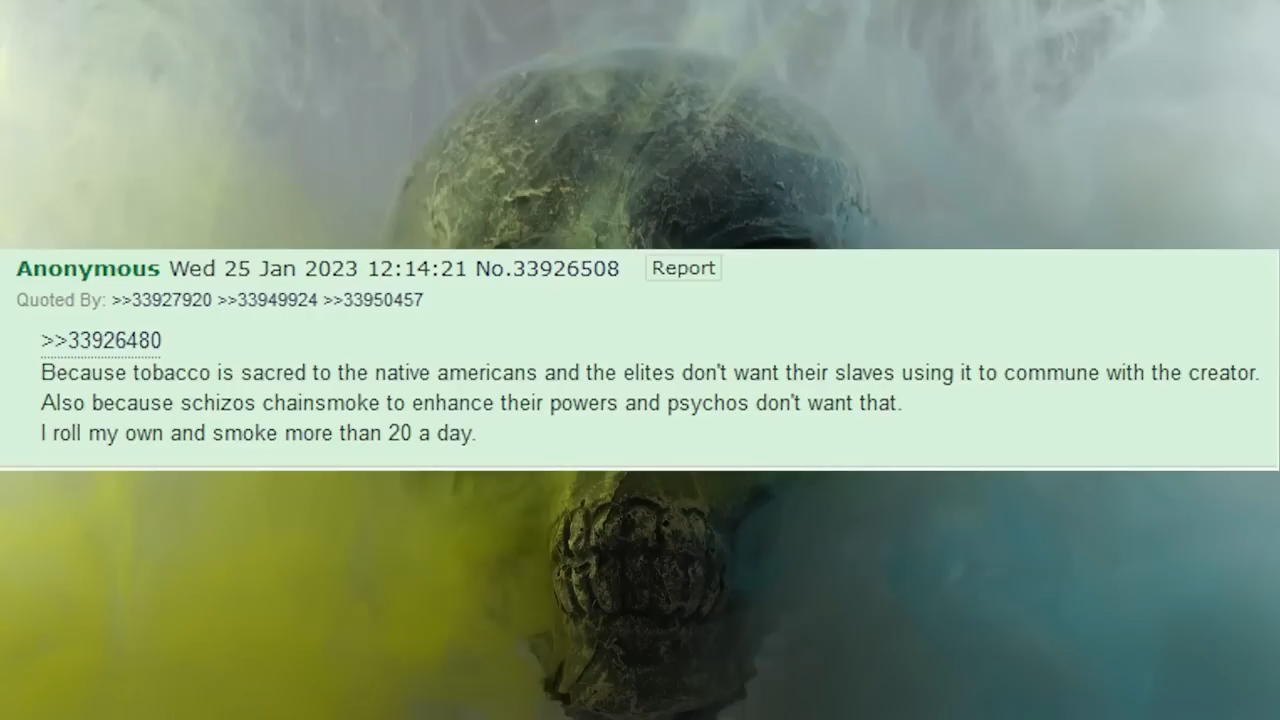 Anonymous Wed 25 Jan 2023 12:14:21 No.33926508 Report
Quoted By: >>33927920 >>33949924 >>33950457
>>33926480
Because tobacco is sacred to the native americans and the elites don't want their slaves using it to commune with the creator.
Also because schizos chainsmoke to enhance their powers and psychos don't want that.
I roll my own and smoke more than 20 a day.